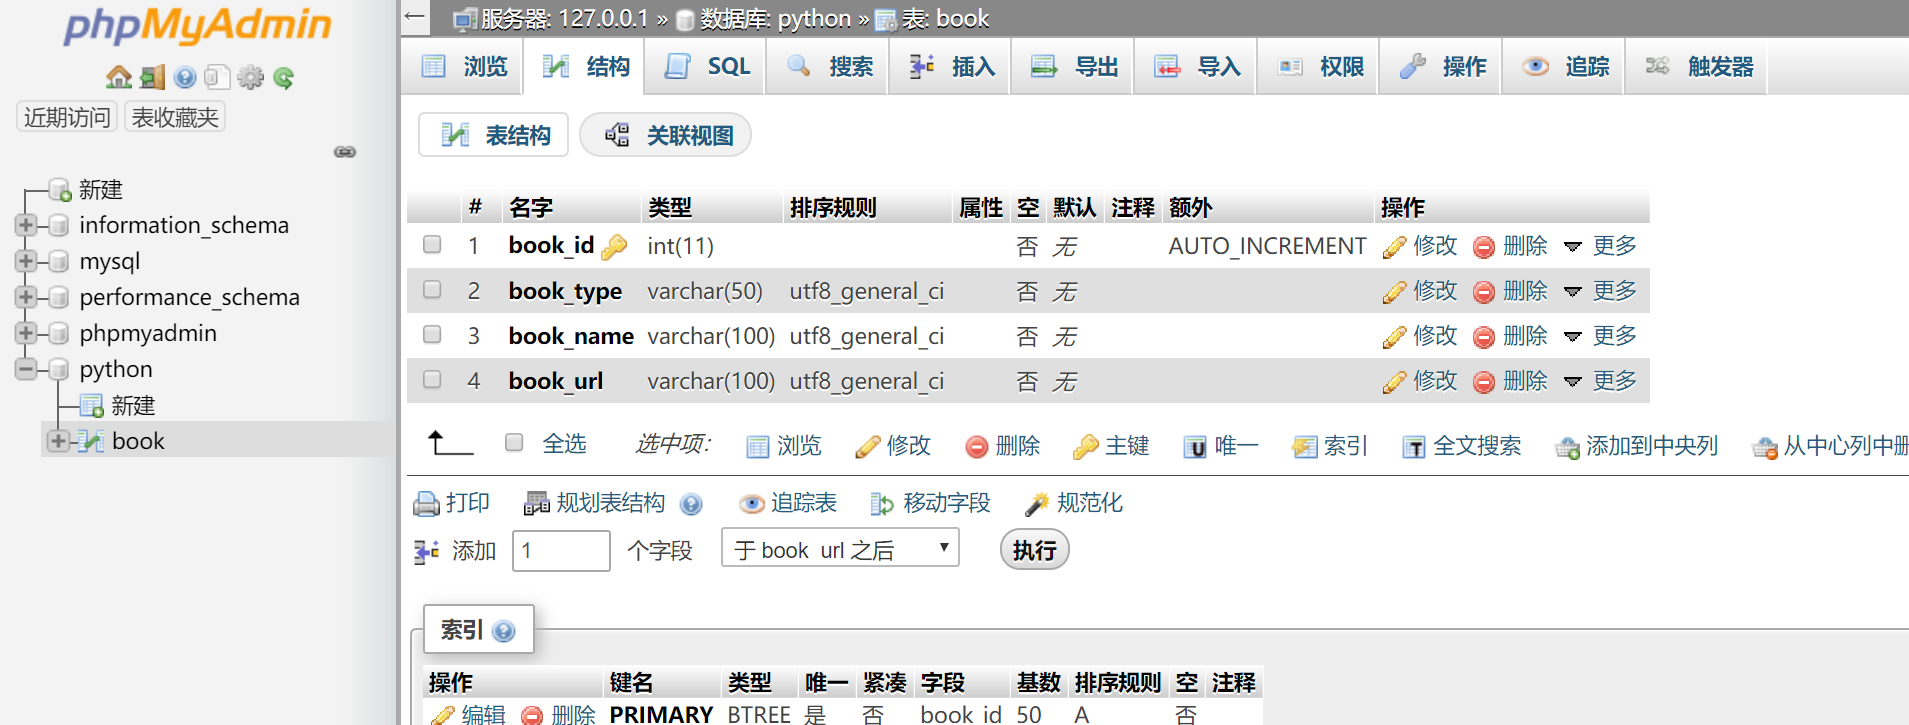 phpMyAdmin
近期访问 表收藏夹
新建
information_schema
mysql
performance_schema
phpmyadmin
python
新建
book
服务器: 127.0.0.1 » 数据库: python » 表: book
浏览 结构 SQL 搜索 插入 导出 导入 权限 操作 追踪 触发器
表结构 关联视图
# 名字 类型 排序规则 属性 空 默认 注释 额外 操作
1 book_id int(11) 否 无 AUTO_INCREMENT 修改 删除 更多
2 book_type varchar(50) utf8_general_ci 否 无 修改 删除 更多
3 book_name varchar(100) utf8_general_ci 否 无 修改 删除 更多
4 book_url varchar(100) utf8_general_ci 否 无 修改 删除 更多
全选 选中项: 浏览 修改 删除 主键 唯一 索引 全文搜索 添加到中央列 从中心列中删
打印 规划表结构 追踪表 移动字段 规范化
添加 1 个字段 于 book_url 之后 执行
索引
操作 键名 类型 唯一 紧凑 字段 基数 排序规则 空 注释
编辑 删除 PRIMARY BTREE 是 否 book_id 50 A 否